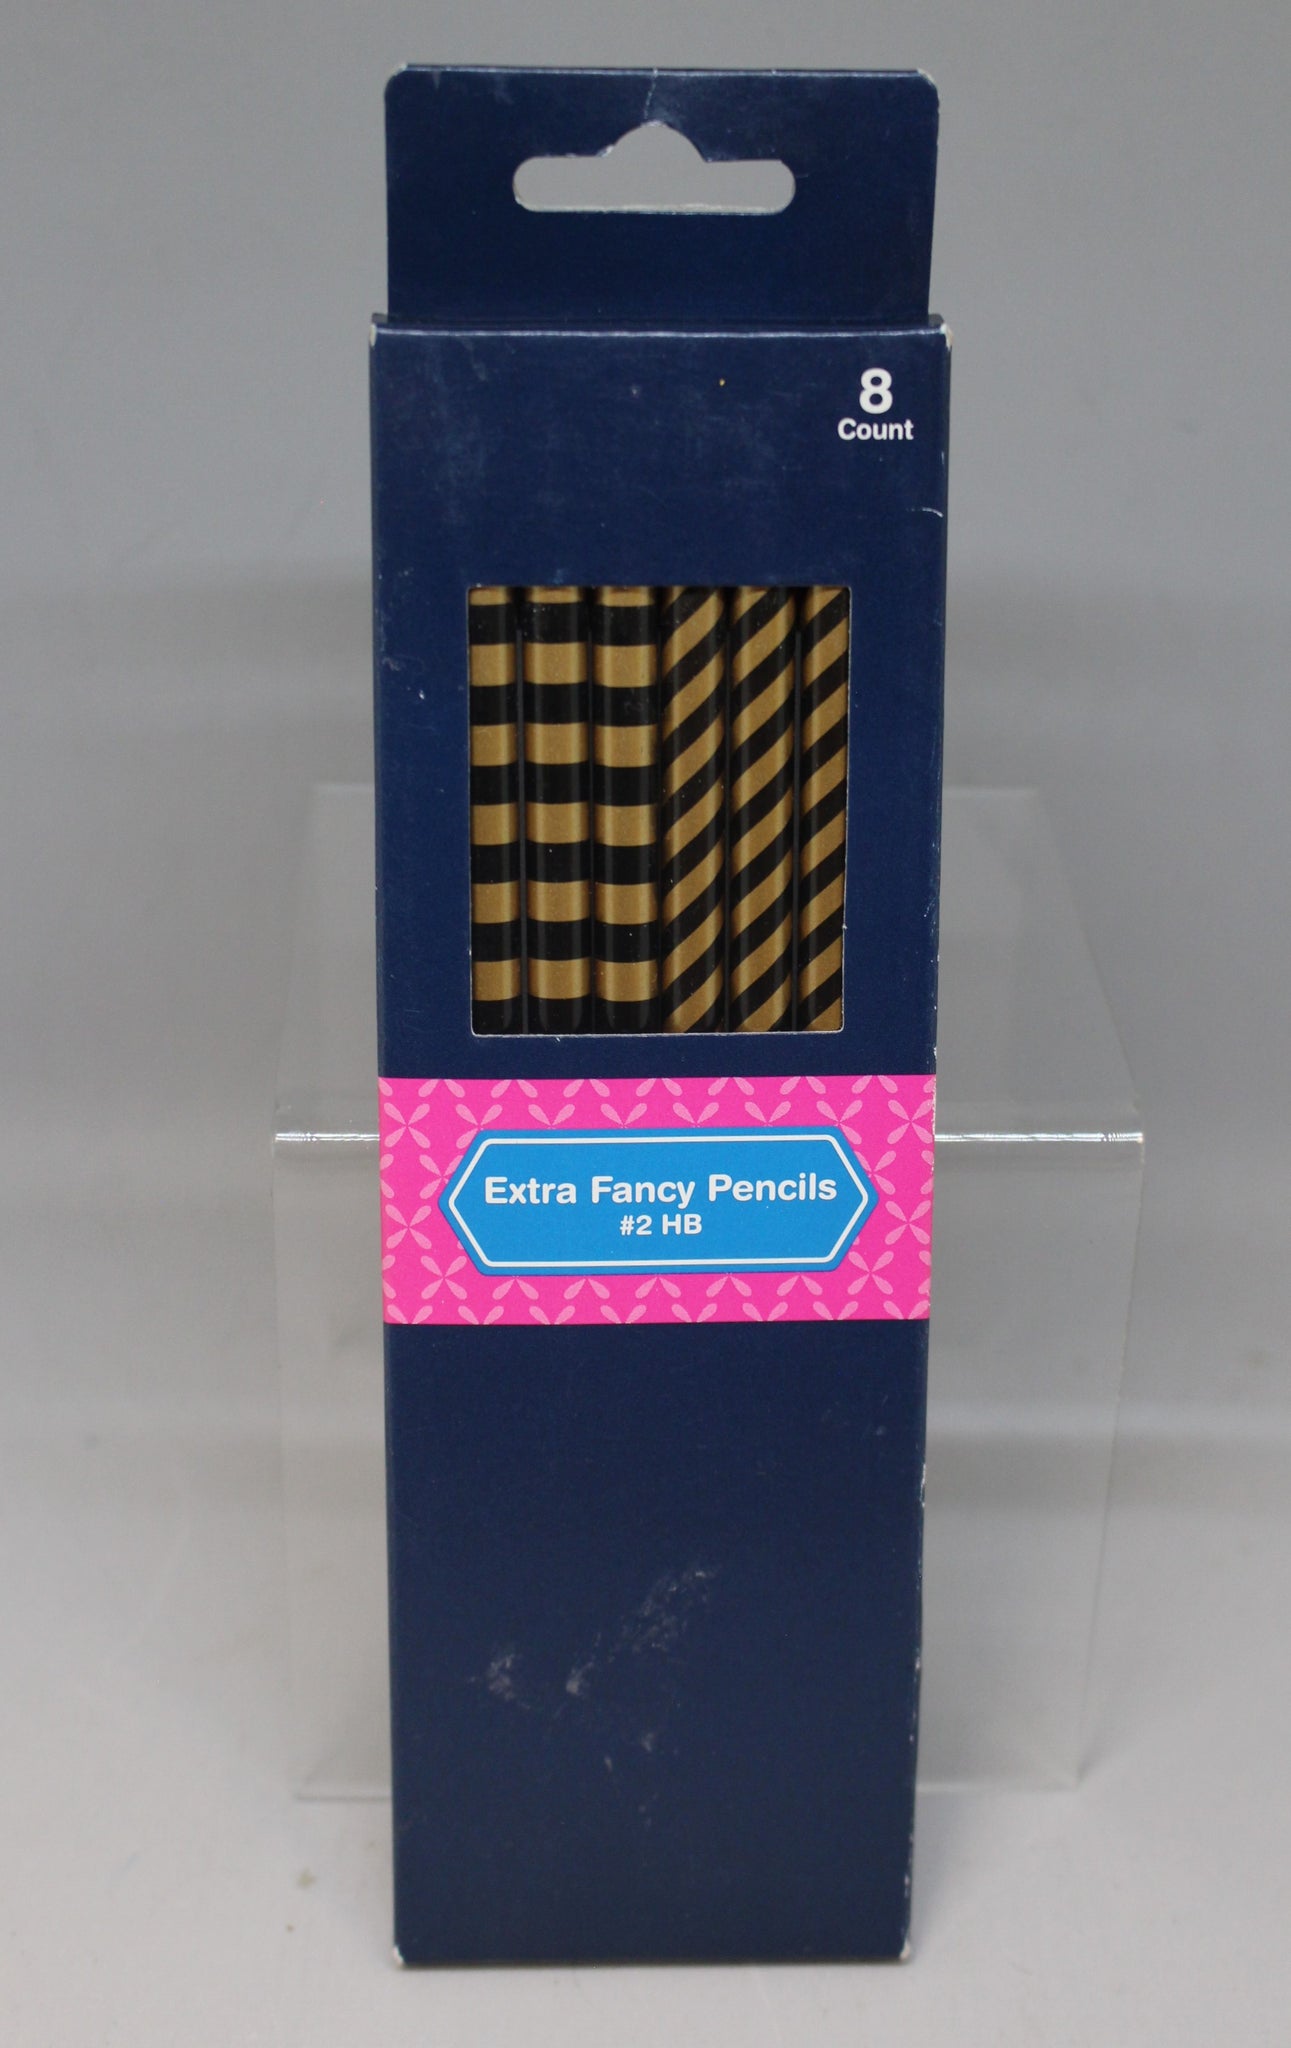 8
Count
Extra Fancy Pencils
#2 HB